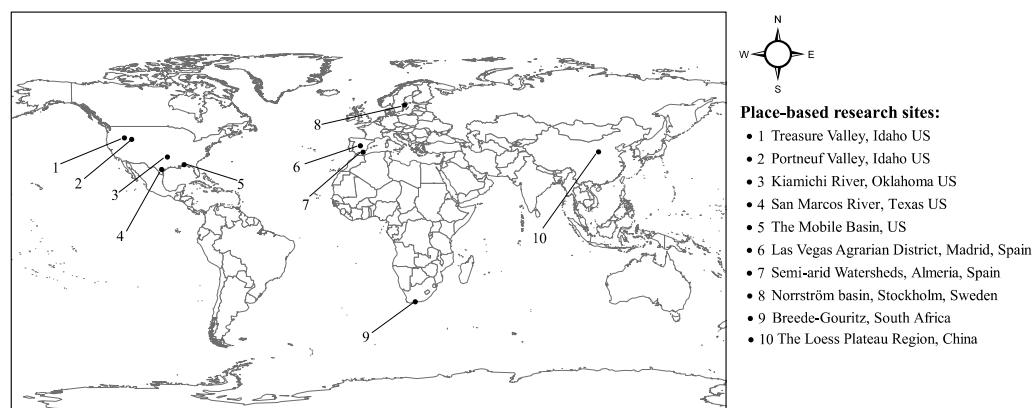 N
W E
S
Place-based research sites:
• 1 Treasure Valley, Idaho US
• 2 Portneuf Valley, Idaho US
• 3 Kiamichi River, Oklahoma US
• 4 San Marcos River, Texas US
• 5 The Mobile Basin, US
• 6 Las Vegas Agrarian District, Madrid, Spain
• 7 Semi-arid Watersheds, Almeria, Spain
• 8 Norrström basin, Stockholm, Sweden
• 9 Breede-Gouritz, South Africa
• 10 The Loess Plateau Region, China
8
1
6
2
3
5
7
4
10
9